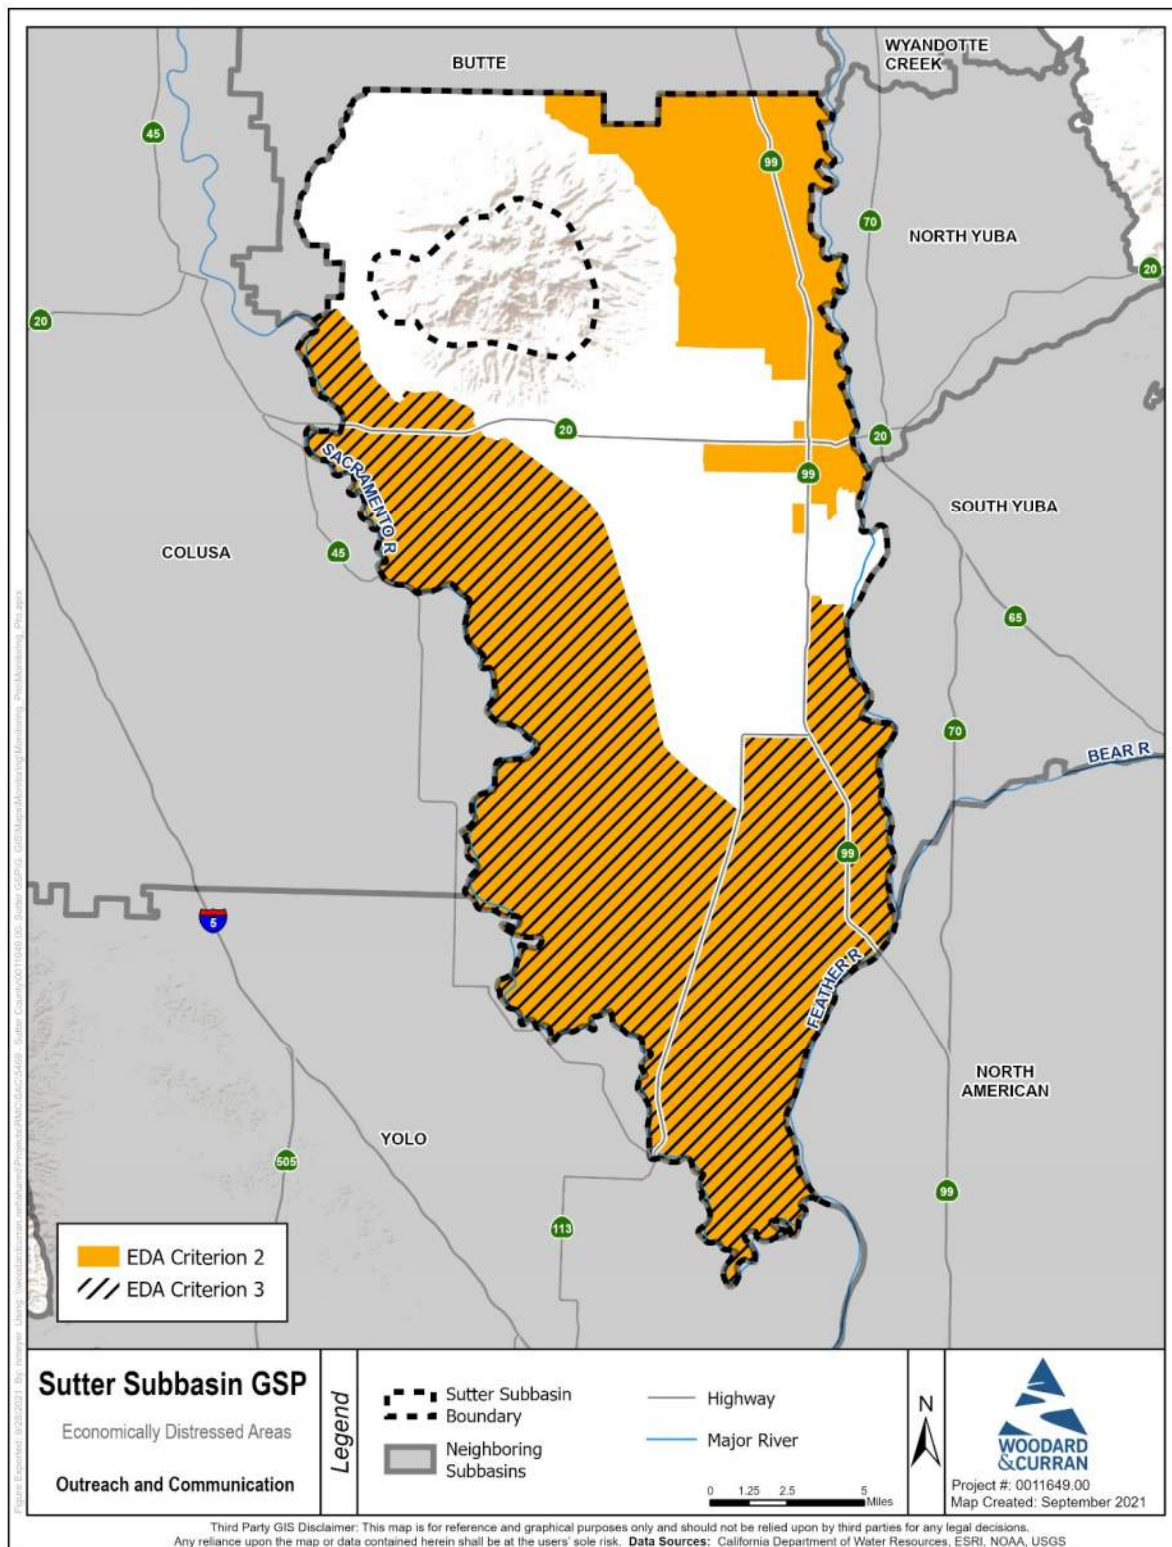 BUTTE
WYANDOTTE
CREEK
45
99
70
NORTH YUBA
20
20
20
20
99
SACRAMENTO R
SOUTH YUBA
COLUSA
45
65
70
BEAR R
99
5
FEATHER R
NORTH
AMERICAN
YOLO
505
99
113
EDA Criterion 2
EDA Criterion 3
Sutter Subbasin GSP
Economically Distressed Areas
Outreach and Communication
Legend
Sutter Subbasin
Boundary
Neighboring
Subbasins
Highway
Major River
0 1.25 2.5 5
Miles
N
WOODARD
&CURRAN
Project #: 0011649.00
Map Created: September 2021
Third Party GIS Disclaimer: This map is for reference and graphical purposes only and should not be relied upon by third parties for any legal decisions.
Any reliance upon the map or data contained herein shall be at the users' sole risk. Data Sources: California Department of Water Resources, ESRI, NOAA, USGS